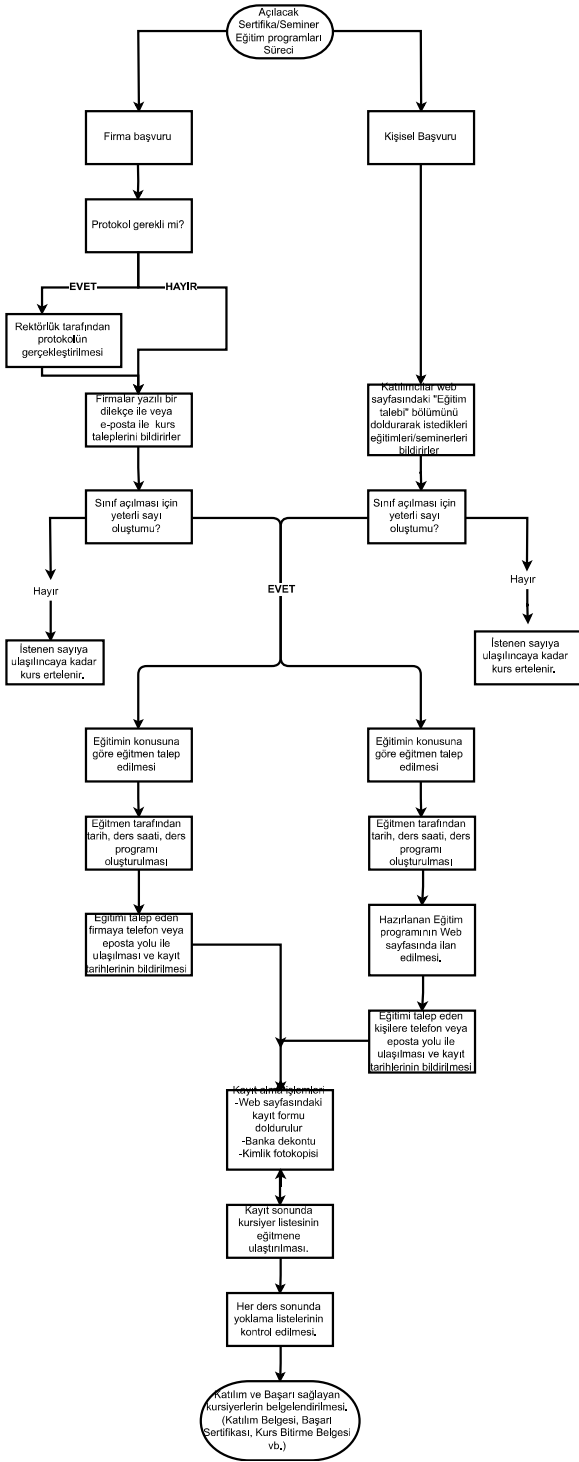 Açılacak
Sertifika/Seminer
Eğitim programları
Süreci
Firma başvuru
Kişisel Başvuru
Protokol gerekli mi?
EVET
HAYİR
Rektörlük tarafından
protokolün
gerçekleştirilmesi
Firmalar yazılı bir
dilekçe ile veya
e-posta ile kurs
taleplerini bildirirler
Katılımcılar web
sayfasındaki "Eğitim
talebi" bölümünü
doldurarak istedikleri
eğitimleri/seminerleri
bildirirler
Sınıf açılması için
yeterli sayı
oluştumu?
Sınıf açılması için
yeterli sayı
oluştumu?
EVET
Hayır
Hayır
İstenen sayıya
ulaşılıncaya kadar
kurs ertelenir.
İstenen sayıya
ulaşılıncaya kadar
kurs ertelenir.
Eğitimin konusuna
göre eğitmen talep
edilmesi
Eğitimin konusuna
göre eğitmen talep
edilmesi
Eğitmen tarafından
tarih, ders saati, ders
programı
oluşturulması
Eğitmen tarafından
tarih, ders saati, ders
programı
oluşturulması
Eğitimi talep eden
firmaya telefon veya
eposta yolu ile
ulaşılması ve kayıt
tarihlerinin bildirilmesi
Hazırlanan Eğitim
programının Web
sayfasında ilan
edilmesi.
Eğitimi talep eden
kişilere telefon veya
eposta yolu ile
ulaşılması ve kayıt
tarihlerinin bildirilmesi
Kayıt alma işlemleri
-Web sayfasındaki
kayıt formu
doldurulur
-Banka dekontu
-Kimlik fotokopisi
Kayıt sonunda
kursiyer listesinin
eğitmene
ulaştırılması.
Her ders sonunda
yoklama listelerinin
kontrol edilmesi.
Katılım ve Başarı sağlayan
kursiyerlerin belgelendirilmesi.
(Katılım Belgesi, Başarı
Sertifikası, Kurs Bitirme Belgesi
vb.)